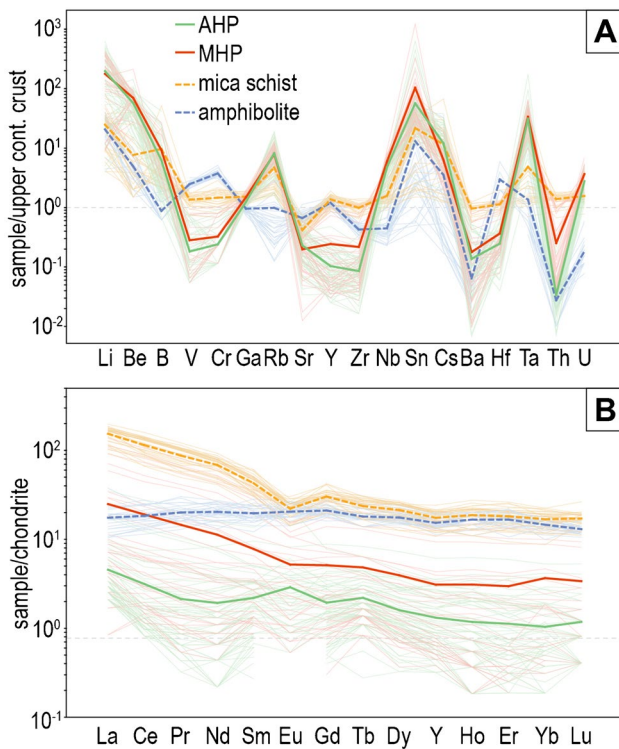 10³
10²
10¹
10⁰
10⁻¹
10⁻²
sample/upper cont. crust
AHP
MHP
mica schist
amphibolite
A
Li Be B V Cr Ga Rb Sr Y Zr Nb Sn Cs Ba Hf Ta Th U
B
10²
10¹
10⁰
10⁻¹
sample/chondrite
La Ce Pr Nd Sm Eu Gd Tb Dy Y Ho Er Yb Lu